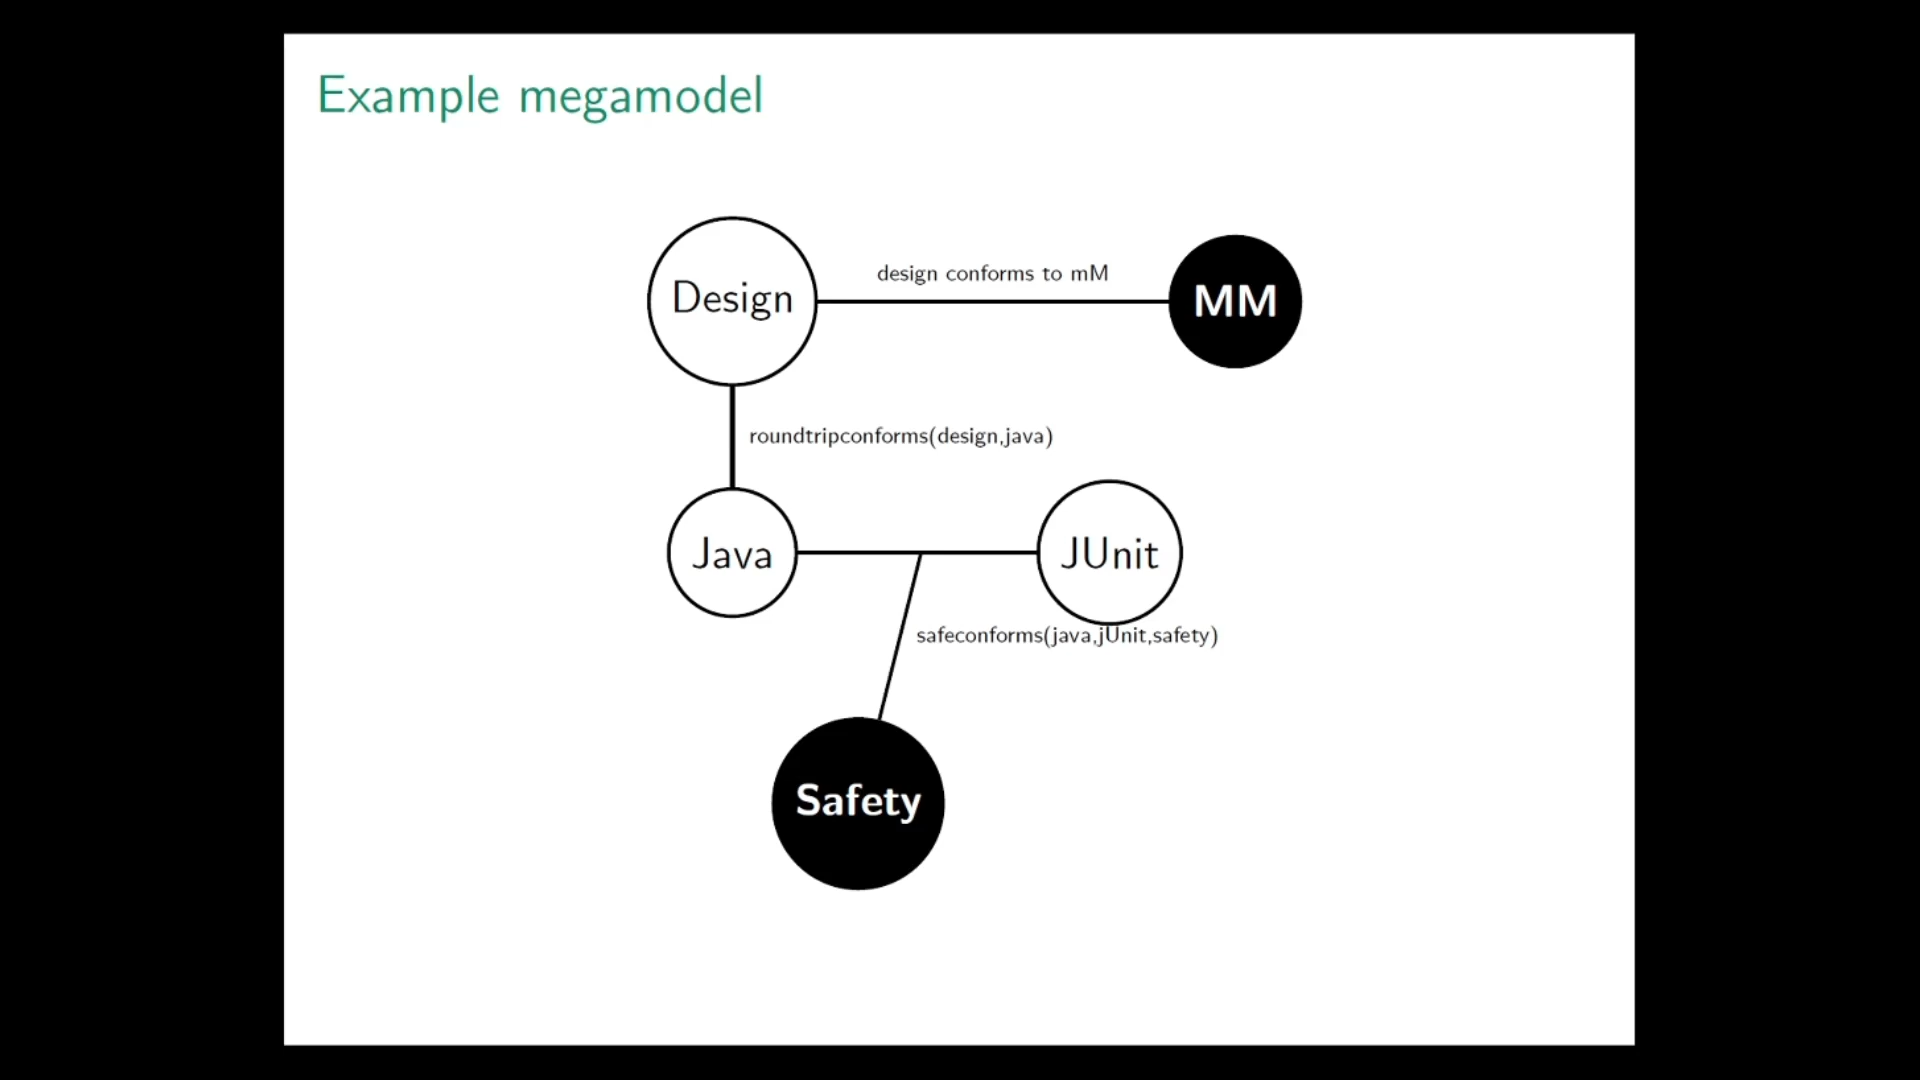 Example megamodel
design conforms to mM
Design
MM
roundtripconforms(design,java)
Java
JUnit
safeconforms(java,jUnit,safety)
Safety